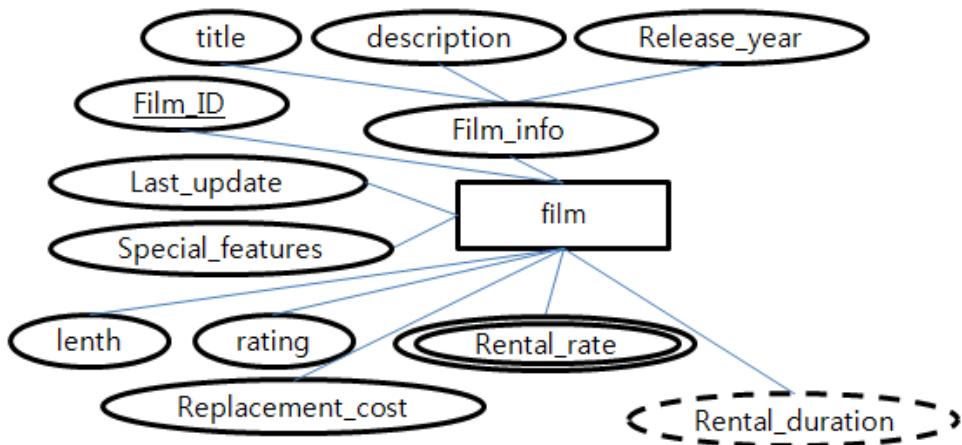 title
description
Release_year
Film_ID
Film_info
Last_update
film
Special_features
lenth
rating
Rental_rate
Replacement_cost
Rental_duration